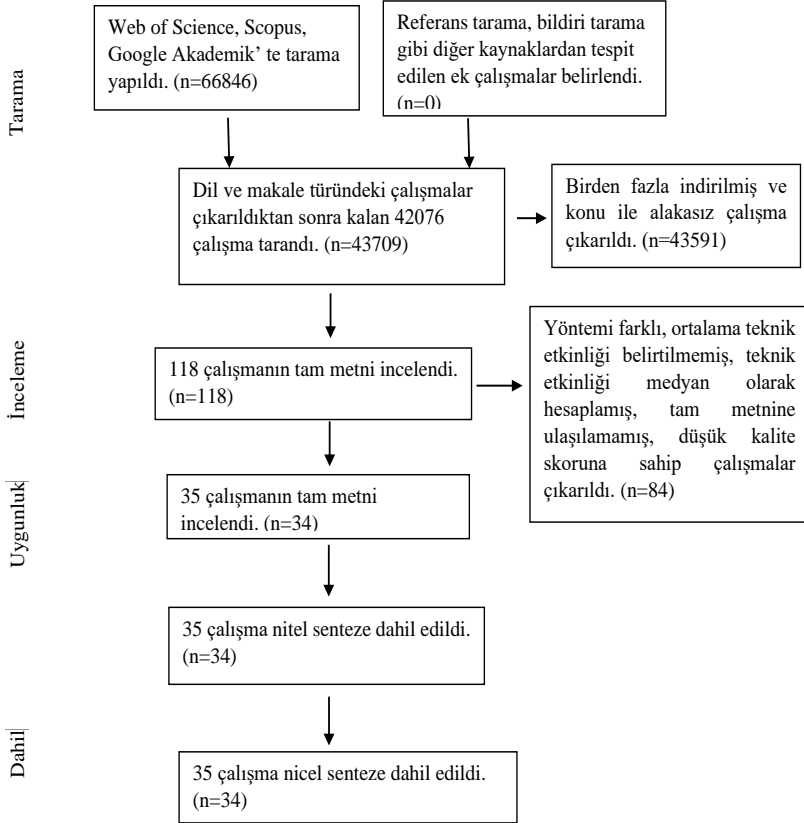 Web of Science, Scopus,
Google Akademik’ te tarama
yapıldı. (n=66846)
Referans tarama, bildiri tarama
gibi diğer kaynaklardan tespit
edilen ek çalışmalar belirlendi.
(n=0)
Tarama
Dil ve makale türündeki çalışmalar
çıkarıldıktan sonra kalan 42076
çalışma tarandı. (n=43709)
Birden fazla indirilmiş ve
konu ile alakasız çalışma
çıkarıldı. (n=43591)
İnceleme
118 çalışmanın tam metni incelendi.
(n=118)
Yöntemi farklı, ortalama teknik
etkinliği belirtilmemiş, teknik
etkinliği medyan olarak
hesaplamış, tam metnine
ulaşılamamış, düşük kalite
skoruna sahip çalışmalar
çıkarıldı. (n=84)
Uygunluk
35 çalışmanın tam metni
incelendi. (n=34)
35 çalışma nitel senteze dahil edildi.
(n=34)
Dahil
35 çalışma nicel senteze dahil edildi.
(n=34)